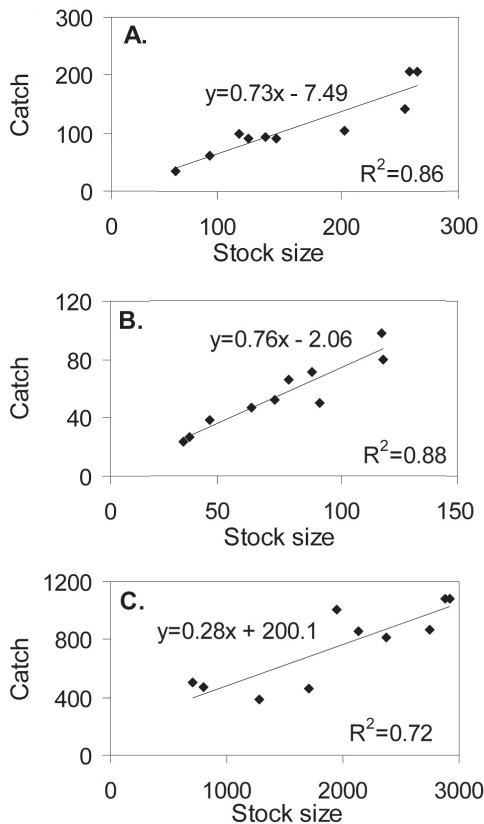 300
A.
y=0.73x - 7.49
200
Catch
100
R²=0.86
0
0 100 200 300
Stock size
120
B.
y=0.76x - 2.06
80
Catch
40
R²=0.88
0
0 50 100 150
Stock size
1200
C.
y=0.28x + 200.1
800
Catch
400
R²=0.72
0
0 1000 2000 3000
Stock size